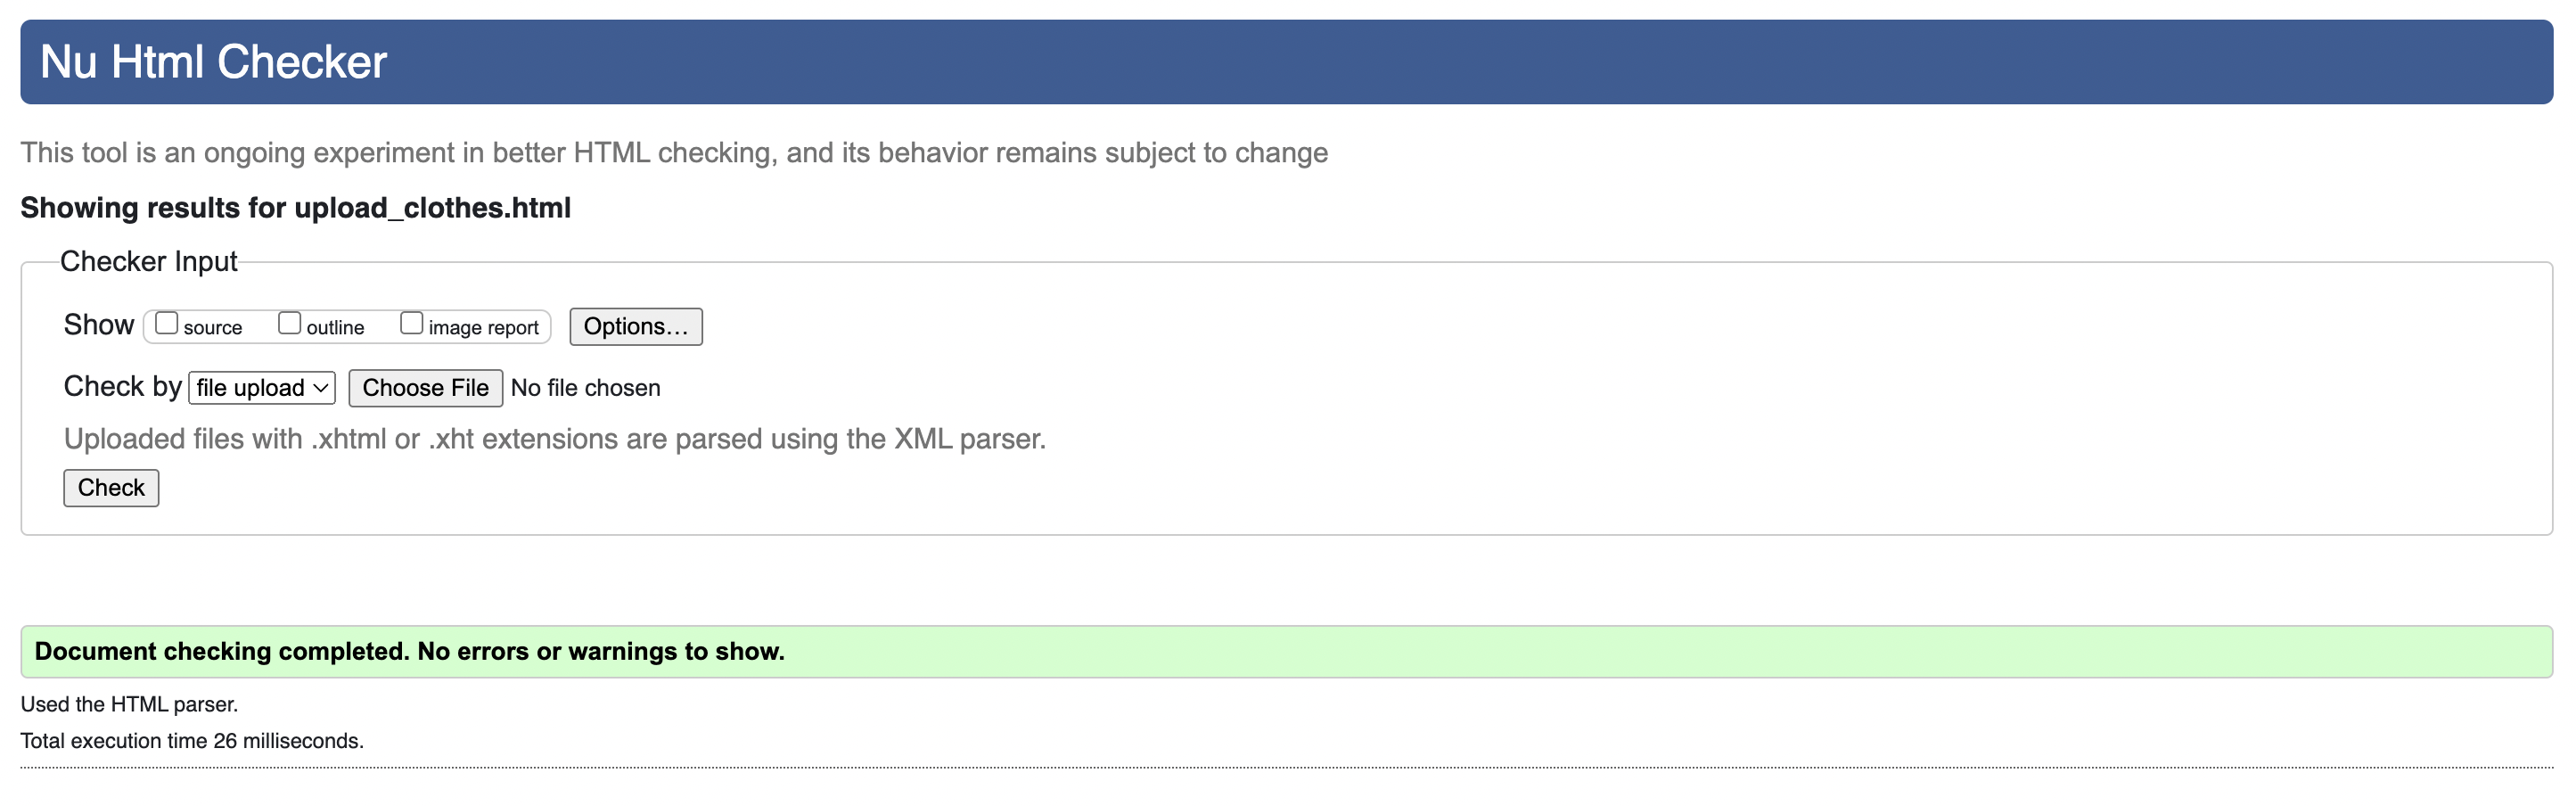 Nu Html Checker
This tool is an ongoing experiment in better HTML checking, and its behavior remains subject to change
Showing results for upload_clothes.html
Checker Input
Show source outline image report Options...
Check by file upload Choose File No file chosen
Uploaded files with .xhtml or .xht extensions are parsed using the XML parser.
Check
Document checking completed. No errors or warnings to show.
Used the HTML parser.
Total execution time 26 milliseconds.